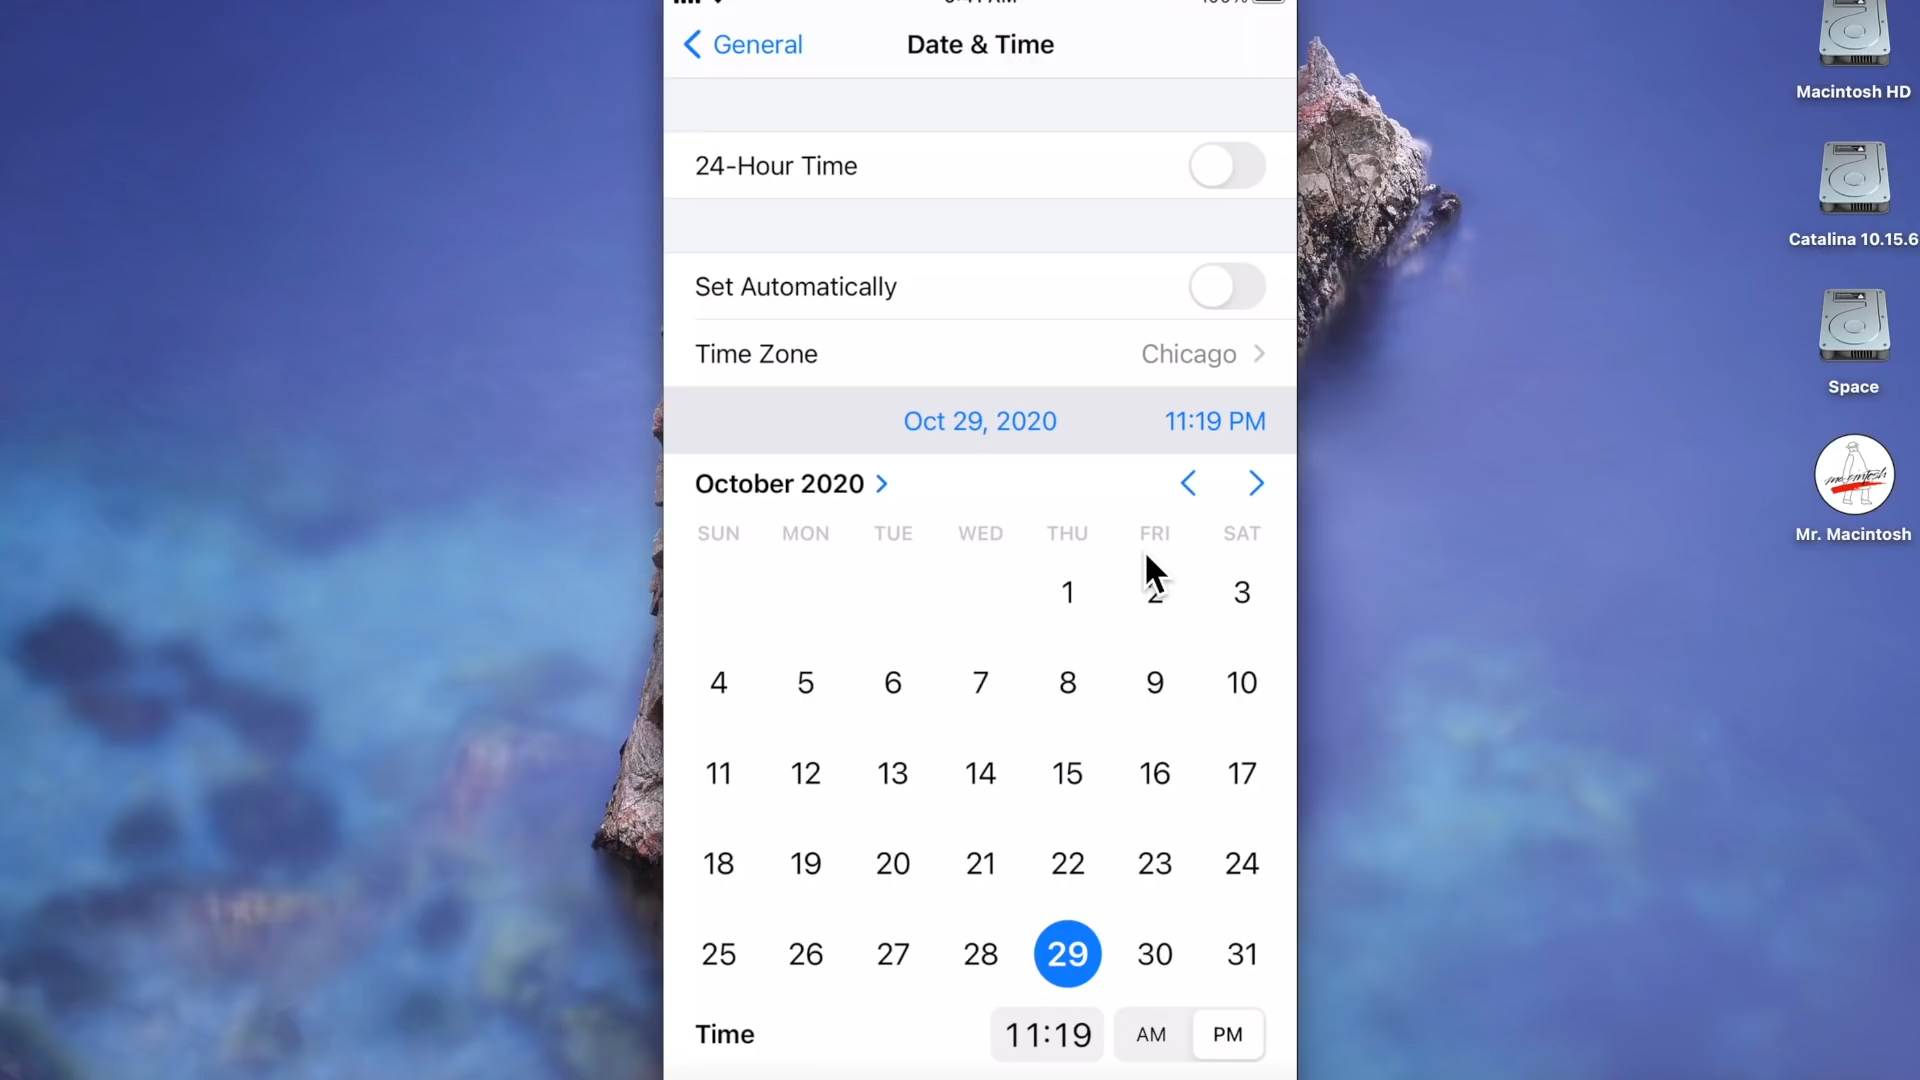 General
Date & Time
24-Hour Time
Set Automatically
Time Zone
Chicago
Oct 29, 2020
11:19 PM
October 2020
SUN MON TUE WED THU FRI SAT
1 2 3
4 5 6 7 8 9 10
11 12 13 14 15 16 17
18 19 20 21 22 23 24
25 26 27 28 29 30 31
Time
11:19
AM
PM
Macintosh HD
Catalina 10.15.6
Space
Mr. Macintosh